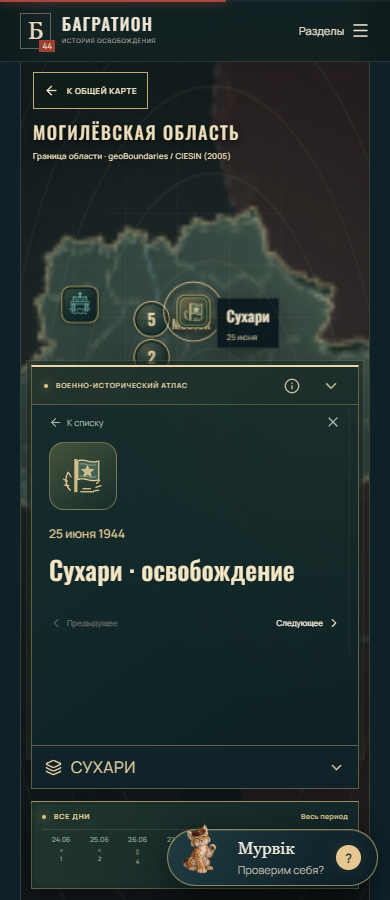 Б
44
БАГРАТИОН
ИСТОРИЯ ОСВОБОЖДЕНИЯ
Разделы
К ОБЩЕЙ КАРТЕ
МОГИЛЁВСКАЯ ОБЛАСТЬ
Граница области · geoBoundaries / CIESIN (2005)
5
Сухари
25 июня
2
ВОЕННО-ИСТОРИЧЕСКИЙ АТЛАС
К списку
25 июня 1944
Сухари · освобождение
Предыдущее
Следующее
СУХАРИ
ВСЕ ДНИ
Весь период
24.06 25.06 26.06
1 2 4
Мурвік
Проверим себя?
?